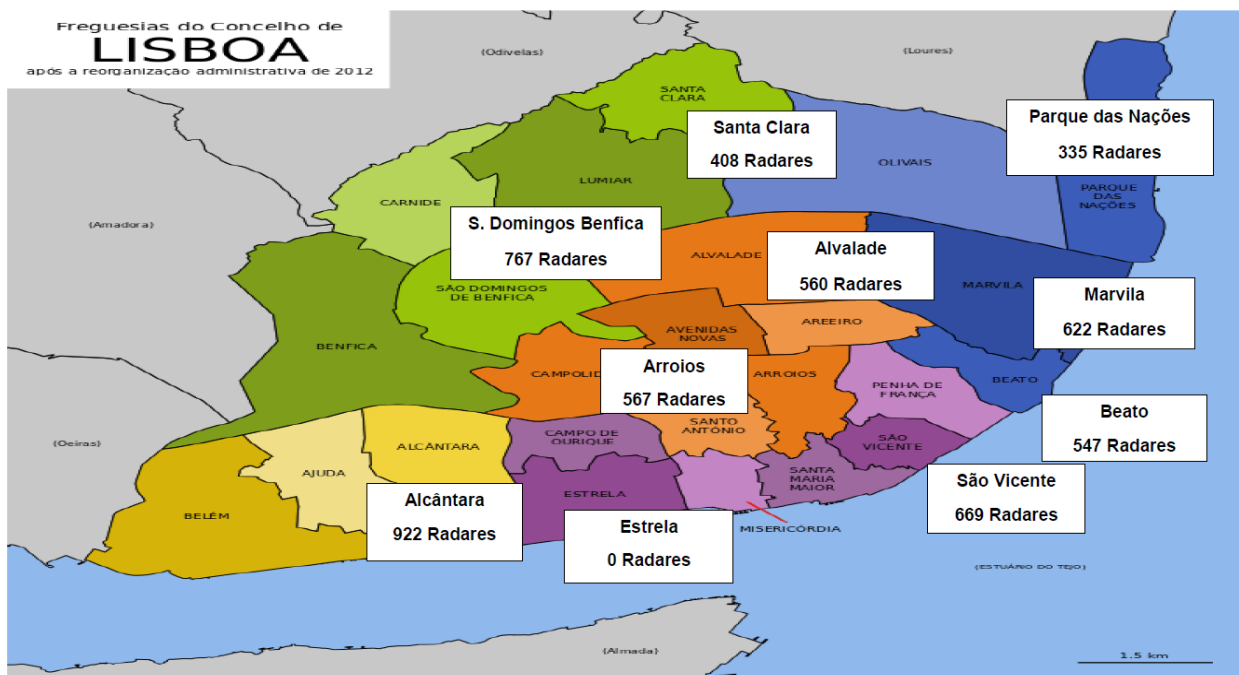 Freguesias do Concelho de
LISBOA
após a reorganização administrativa de 2012
(Odivelas)
(Loures)
SANTA
CLARA
Santa Clara
408 Radares
Parque das Nações
335 Radares
OLIVAIS
LUMIAR
CARNIDE
PARQUE
DAS
NAÇÕES
(Amadora)
S. Domingos Benfica
767 Radares
ALVALADE
Alvalade
560 Radares
MARVILA
Marvila
622 Radares
SÃO DOMINGOS
DE BENFICA
AVENIDAS
NOVAS
AREEIRO
BENFICA
CAMPOLID
Arroios
567 Radares
ARROIOS
PENHA DE
FRANÇA
BEATO
Beato
547 Radares
(Oeiras)
ALCÂNTARA
CAMPO DE
OURIQUE
SANTO
ANTÓNIO
SÃO
VICENTE
AJUDA
SANTA
MARIA
MAIOR
São Vicente
669 Radares
BELÉM
Alcântara
922 Radares
ESTRELA
Estrela
0 Radares
MISERICÓRDIA
(ESTUÁRIO DO TEJO)
(Almada)
1.5 km